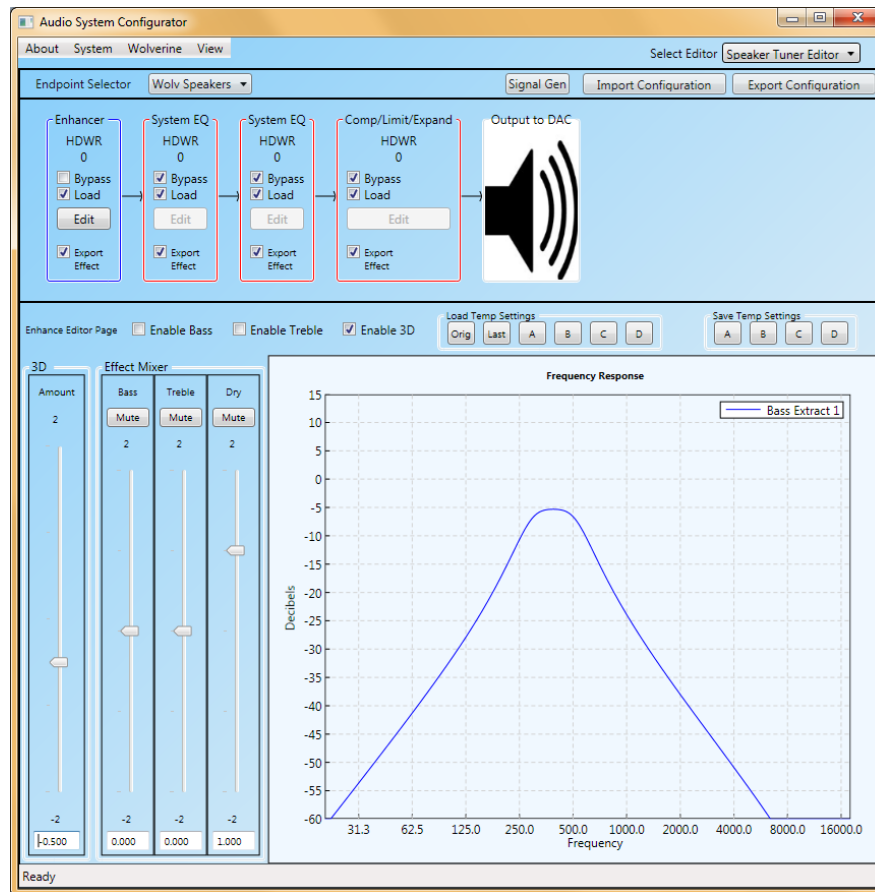 Audio System Configurator
About System Wolverine View
Select Editor Speaker Tuner Editor
Endpoint Selector Wolv Speakers Signal Gen Import Configuration Export Configuration
Enhancer System EQ System EQ Comp/Limit/Expand Output to DAC
HDWR HDWR HDWR HDWR
0 0 0 0
Bypass Bypass Bypass Bypass
Load Load Load Load
Edit Edit Edit Edit
Export Export Export Export
Effect Effect Effect Effect
Load Temp Settings Save Temp Settings
Enhance Editor Page Enable Bass Enable Treble Enable 3D Orig Last A B C D A B C D
3D Effect Mixer
Amount Bass Treble Dry
2 Mute Mute Mute
2 2 2
-2 -2 -2 -2
-0.500 0.000 0.000 1.000
Frequency Response
Bass Extract 1
15
10
5
0
-5
-10
-15
-20
-25
-30
-35
-40
-45
-50
-55
-60
Decibels
31.3 62.5 125.0 250.0 500.0 1000.0 2000.0 4000.0 8000.0 16000.0
Frequency
Ready